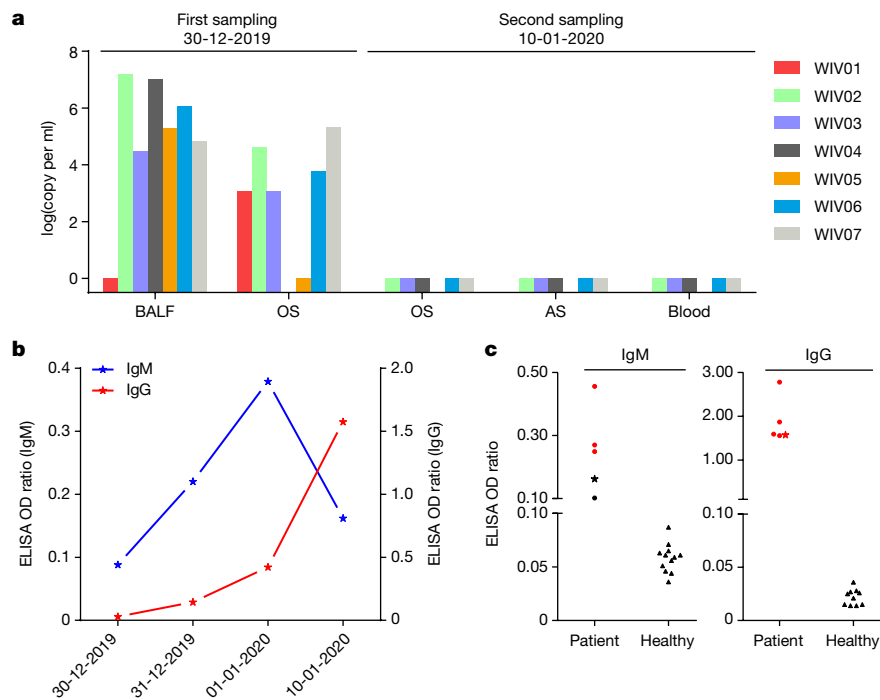 a
First sampling
30-12-2019
Second sampling
10-01-2020
log(copy per ml)
8
6
4
2
0
BALF
OS
OS
AS
Blood
WIV01
WIV02
WIV03
WIV04
WIV05
WIV06
WIV07
b
IgM
IgG
ELISA OD ratio (IgM)
0.4
0.3
0.2
0.1
0
ELISA OD ratio (IgG)
2.0
1.5
1.0
0.5
0
30-12-2019
31-12-2019
01-01-2020
10-01-2020
c
IgM
IgG
ELISA OD ratio
0.50
0.30
0.10
0.10
0.05
0
Patient
Healthy
3.00
2.00
1.00
0.10
0.05
0
Patient
Healthy